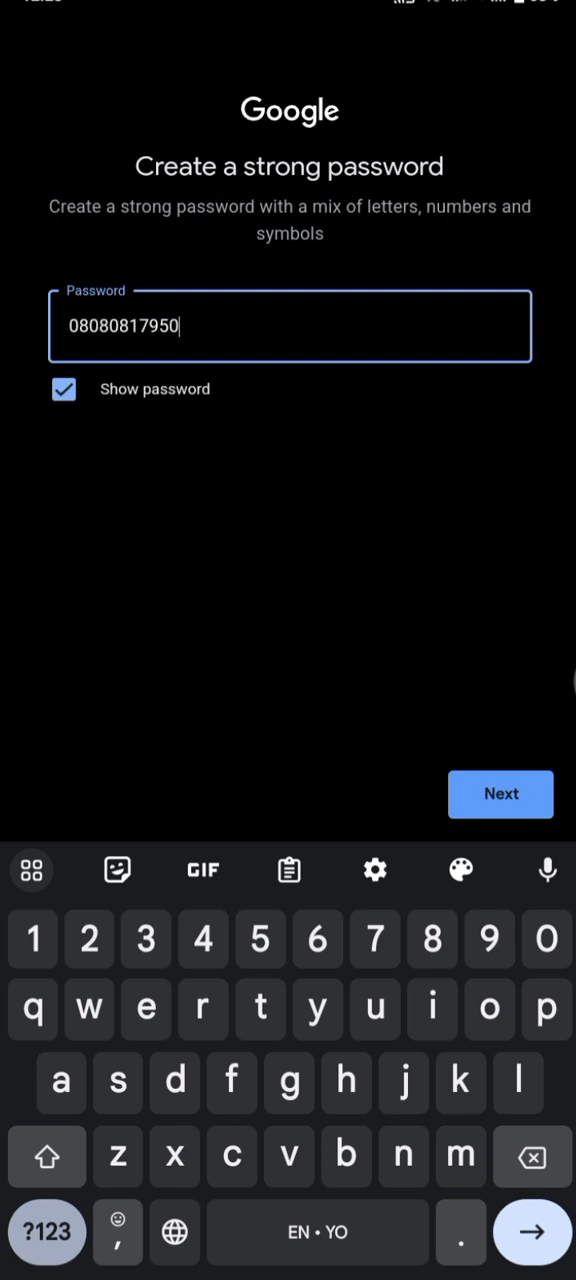 Google
Create a strong password
Create a strong password with a mix of letters, numbers and
symbols
Password
08080817950
Show password
Next
GIF
1 2 3 4 5 6 7 8 9 0
q w e r t y u i o p
a s d f g h j k l
z x c v b n m
?123 , EN • YO .